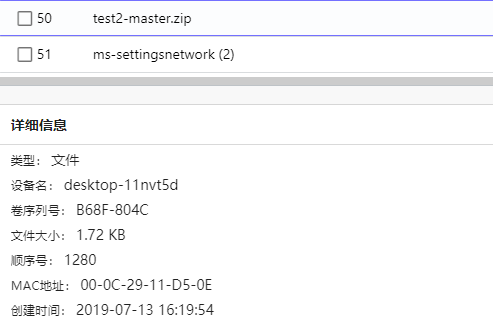 50 test2-master.zip
51 ms-settingsnetwork (2)
详细信息
类型： 文件
设备名： desktop-11nvt5d
卷序列号： B68F-804C
文件大小： 1.72 KB
顺序号： 1280
MAC地址： 00-0C-29-11-D5-0E
创建时间： 2019-07-13 16:19:54